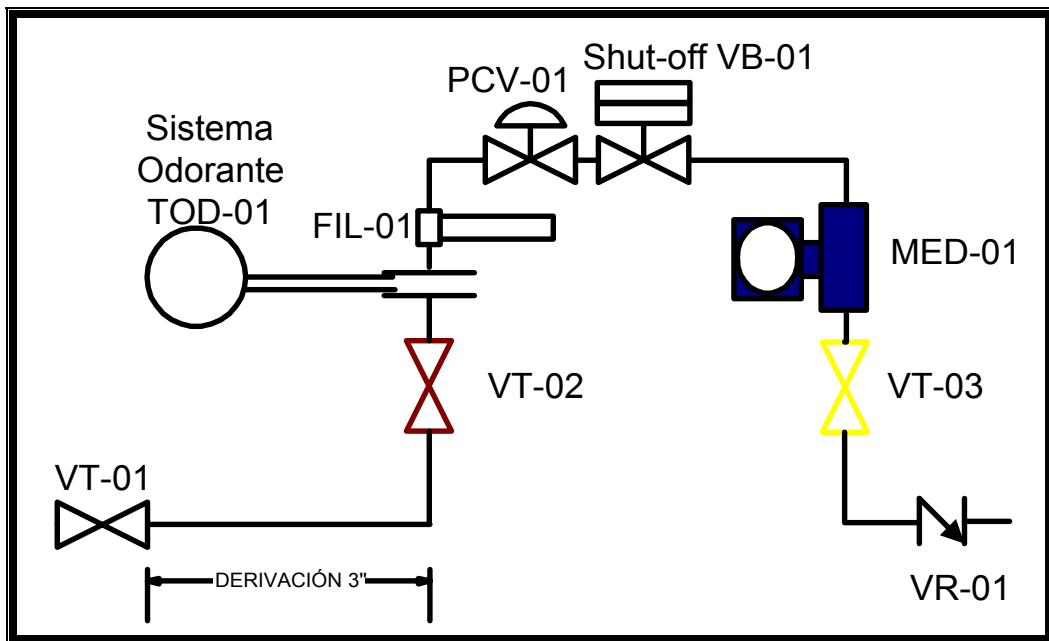 Shut-off VB-01
PCV-01
Sistema
Odorante
TOD-01
FIL-01
MED-01
VT-02
VT-03
VT-01
DERIVACIÓN 3"
VR-01